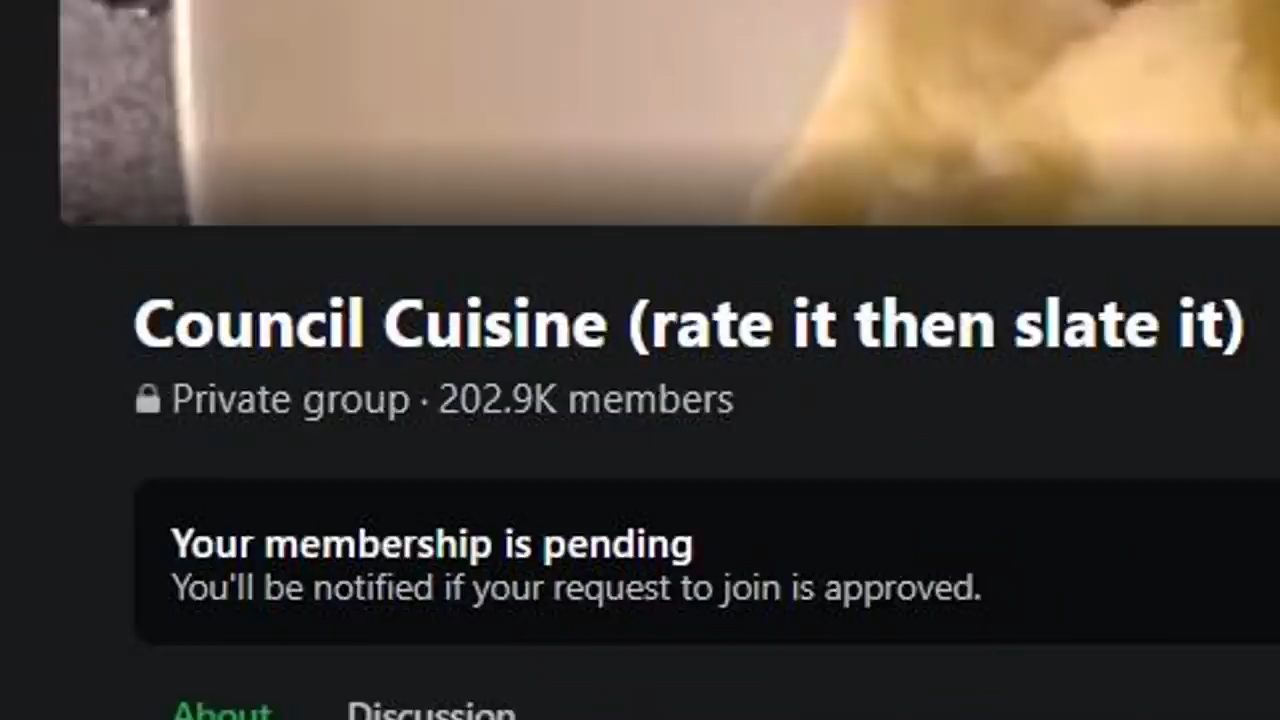 Council Cuisine (rate it then slate it)
Private group · 202.9K members
Your membership is pending
You'll be notified if your request to join is approved.
About Discussion